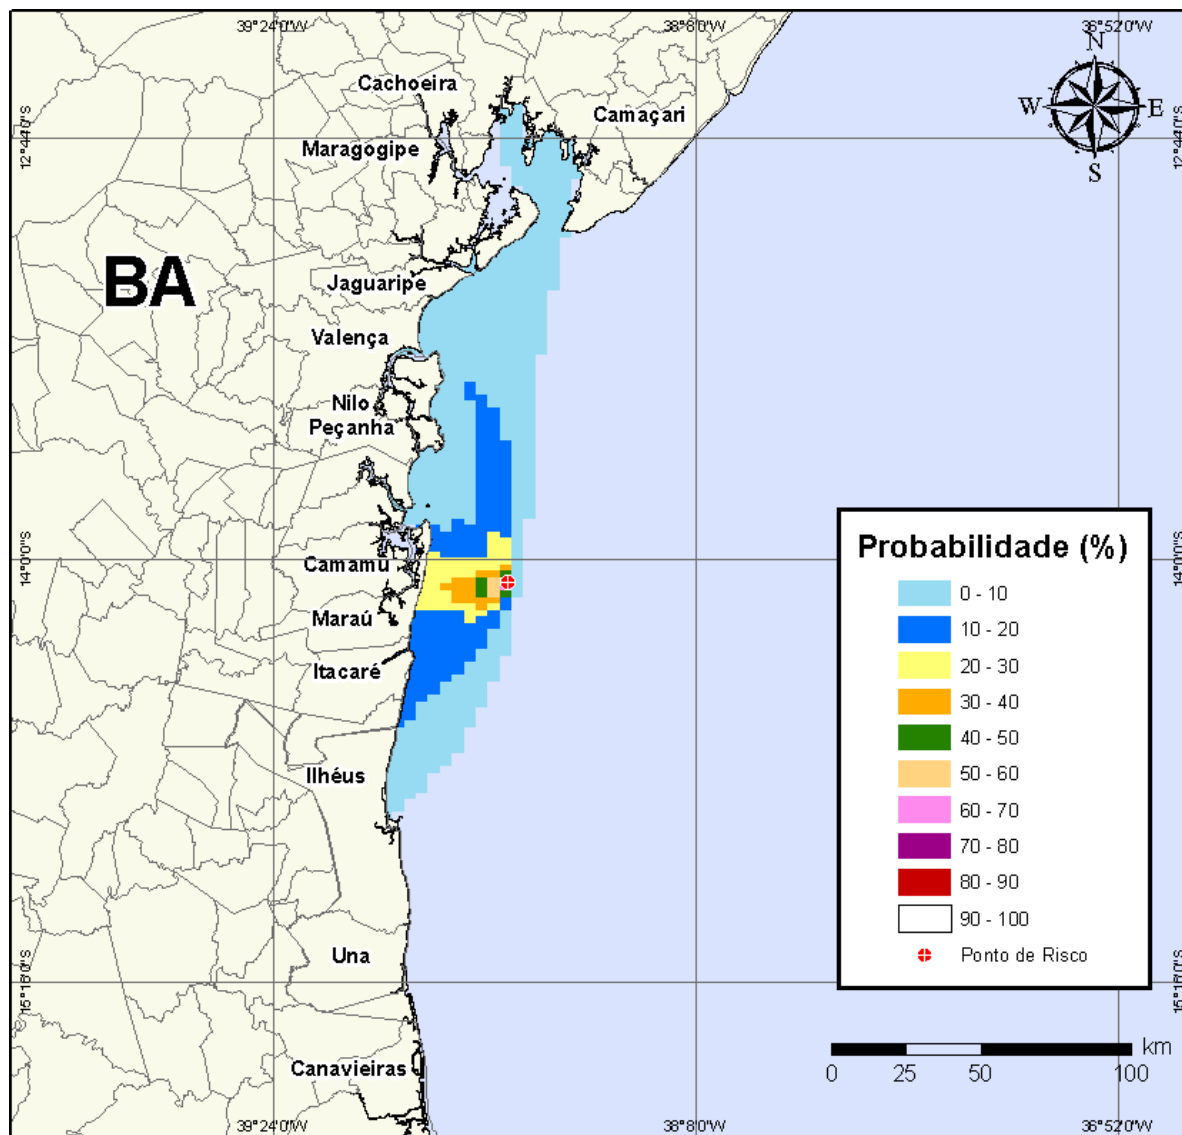 39°24'0"W
38°8'0"W
36°52'0"W
N
W
E
S
12°44'0"S
12°44'0"S
Cachoeira
Camaçari
Maragogipe
BA
Jaguaripe
Valença
Nilo
Peçanha
14°0'0"S
14°0'0"S
Camamú
Maraú
Itacaré
Ilhéus
Una
Canavieiras
15°16'0"S
15°16'0"S
Probabilidade (%)
0 - 10
10 - 20
20 - 30
30 - 40
40 - 50
50 - 60
60 - 70
70 - 80
80 - 90
90 - 100
Ponto de Risco
km
0 25 50 100
39°24'0"W
38°8'0"W
36°52'0"W